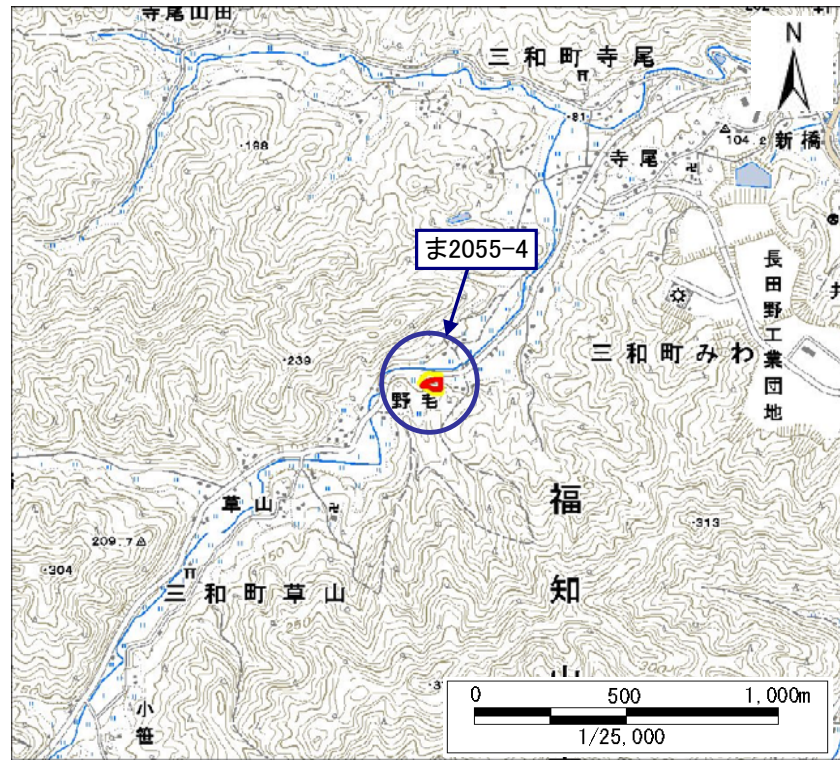 寺尾山田
三和町寺尾
N
・81
104.2
新橋
・198
寺尾
ま2055-4
長田野工業団地
三和町みわ
・239
野毛
福知山
草山
・313
209.7
・304
三和町草山
小笹
0 500 1,000m
1/25,000